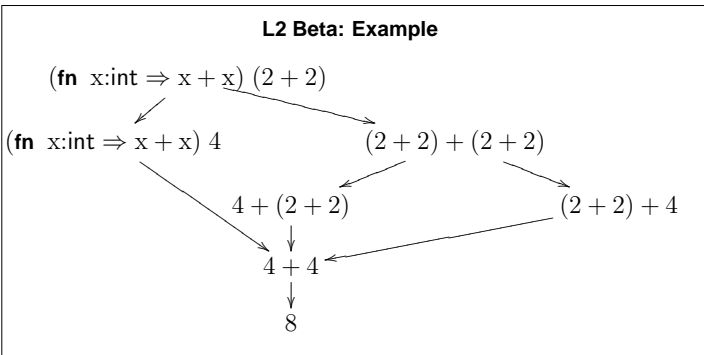 L2 Beta: Example
(fn x:int ⇒ x + x) (2 + 2)
(fn x:int ⇒ x + x) 4 (2 + 2) + (2 + 2)
4 + (2 + 2) (2 + 2) + 4
4 + 4
8